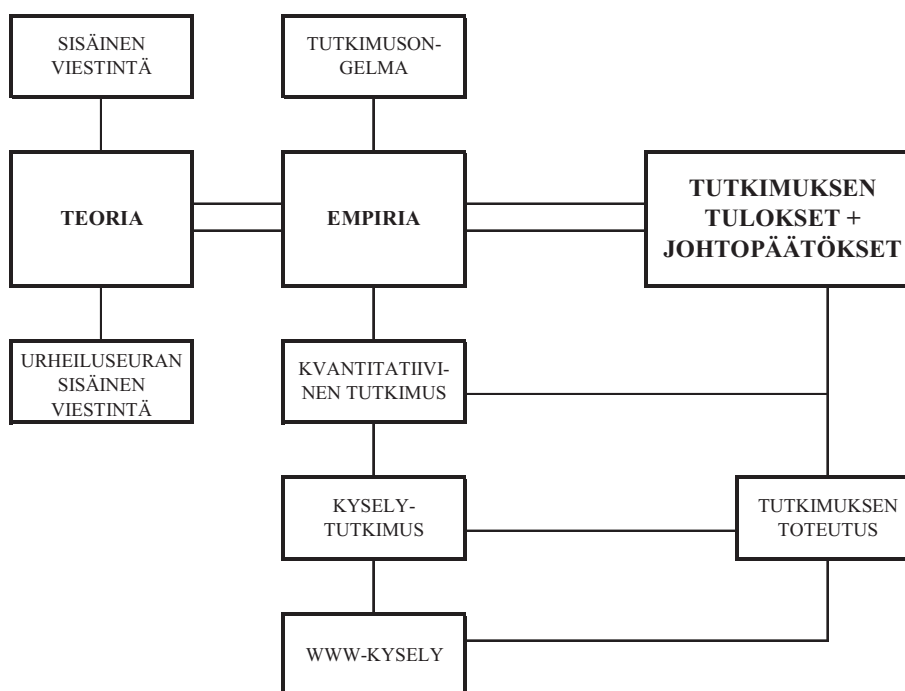 SISÄINEN
VIESTINTÄ
TUTKIMUSON-
GELMA
TEORIA
EMPIRIA
TUTKIMUKSEN
TULOKSET +
JOHTOPÄÄTÖKSET
URHEILUSEURAN
SISÄINEN
VIESTINTÄ
KVANTITATIIVI-
NEN TUTKIMUS
KYSELY-
TUTKIMUS
TUTKIMUKSEN
TOTEUTUS
WWW-KYSELY